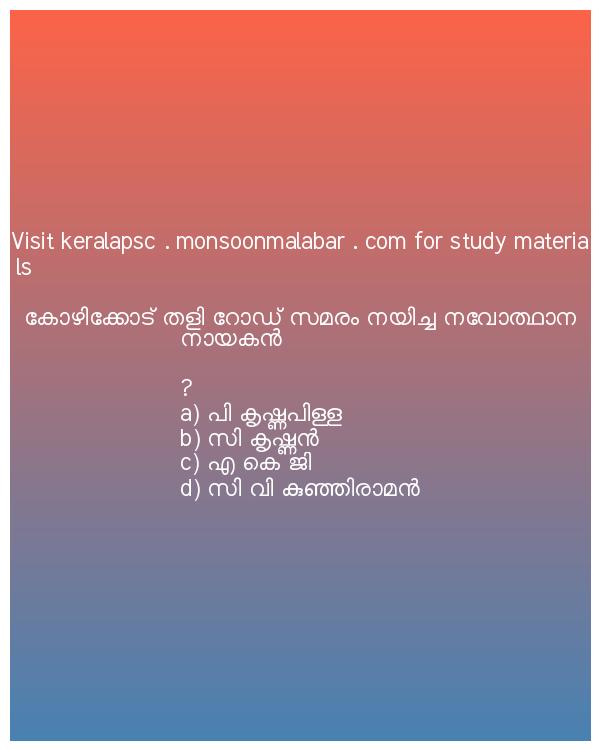 Visit keralapsc . monsoonmalabar . com for study materia
ls
കോഴിക്കോട് തളി റോഡ് സമരം നയിച്ച നവോത്ഥാന
നായകൻ
?
a) പി കൃഷ്ണപിള്ള
b) സി കൃഷ്ണൻ
c) എ കെ ജി
d) സി വി കുഞ്ഞിരാമൻ